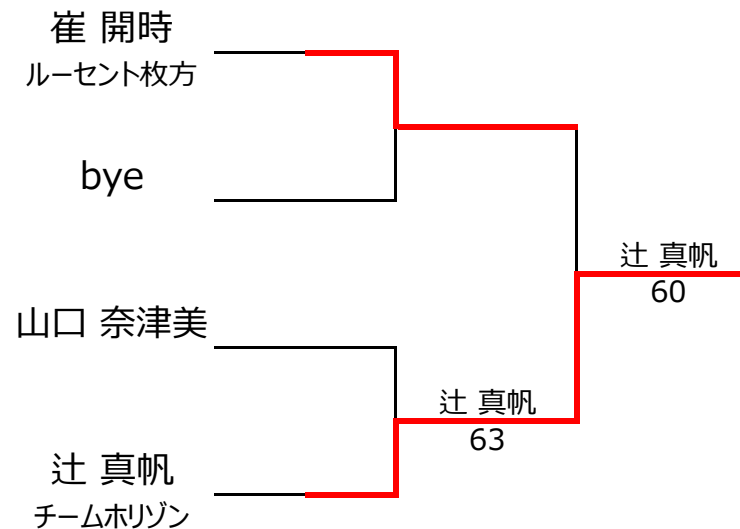 崔 開時
ルーセント枚方
bye
山口 奈津美
辻 真帆
チームホリゾン
辻 真帆
63
辻 真帆
60